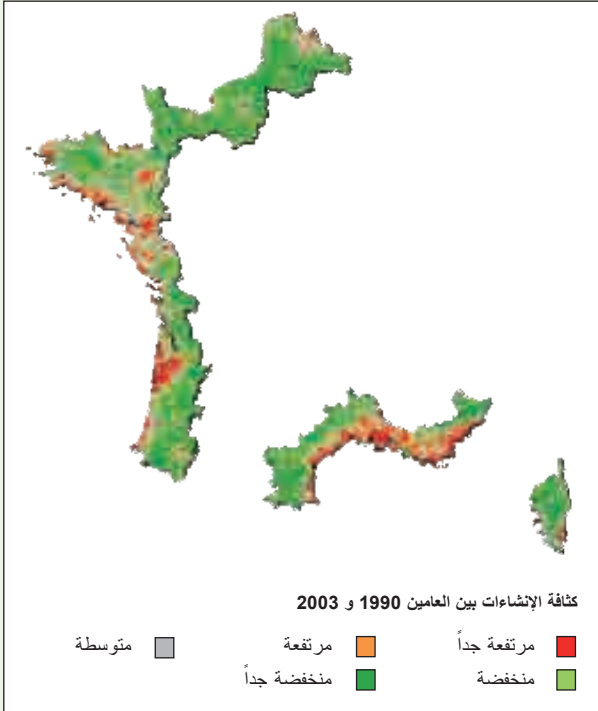 كثافة الإنشاءات بين العامين 1990 و 2003
مرتفعة جداً مرتفعة متوسطة
منخفضة منخفضة جداً